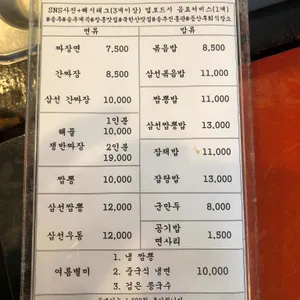 SNS사진+해시태그(3개이상) 업로드시 음료서비스(1개)
면류 밥류
짜장면 7,500 볶음밥 8,500
간짜장 8,500 삼선볶음밥 11,000
삼선 간짜장 10,000 짬뽕밥 11,000
해물 쟁반짜장 1인분 10,000 2인분 19,000
삼선짬뽕밥 13,000
잡채밥 11,000
짬뽕 10,000 잡탕밥 13,000
삼선짬뽕 12,000 군만두 8,000
삼선우동 12,000 공기밥 면사리 1,500
여름별미
1. 냉 짬뽕
2. 중국식 냉면
3. 검은 콩국수
10,000